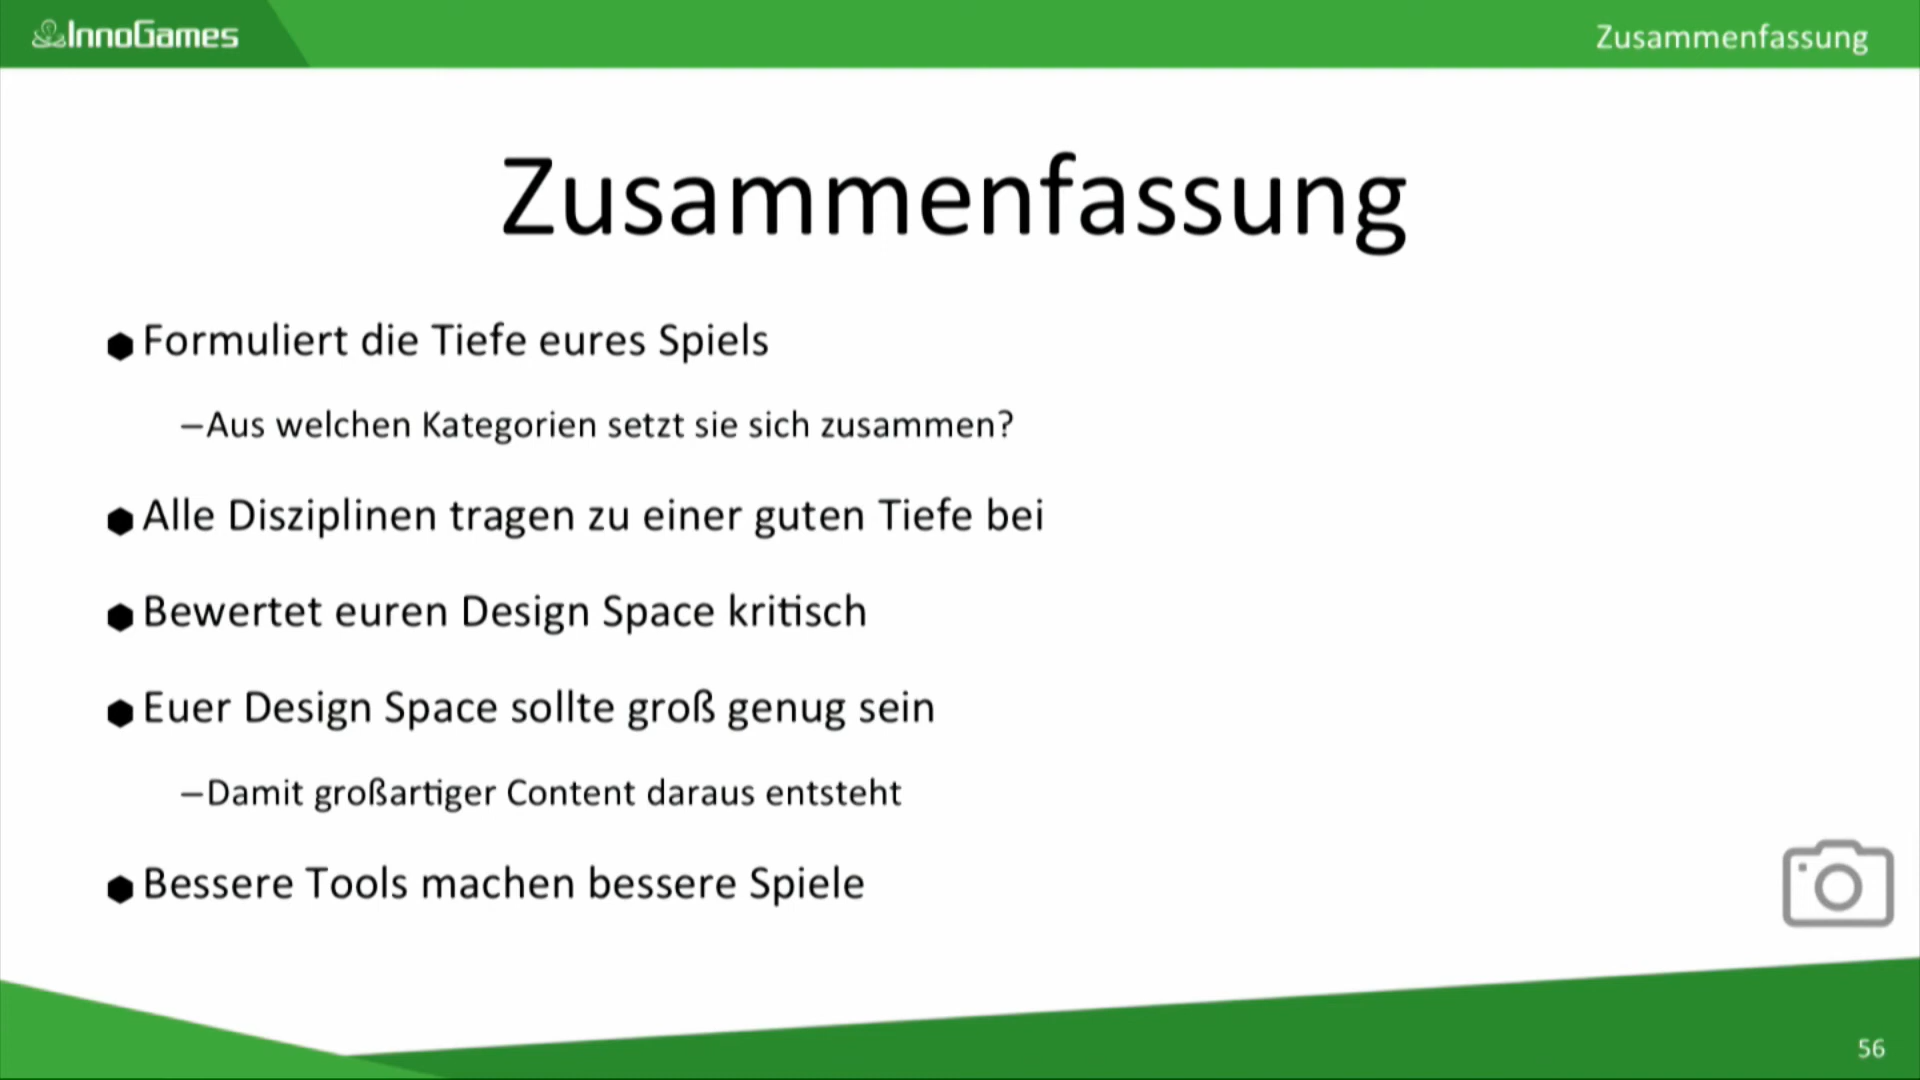 InnoGames
Zusammenfassung
Zusammenfassung
Formuliert die Tiefe eures Spiels
–Aus welchen Kategorien setzt sie sich zusammen?
Alle Disziplinen tragen zu einer guten Tiefe bei
Bewertet euren Design Space kritisch
Euer Design Space sollte groß genug sein
–Damit großartiger Content daraus entsteht
Bessere Tools machen bessere Spiele
56